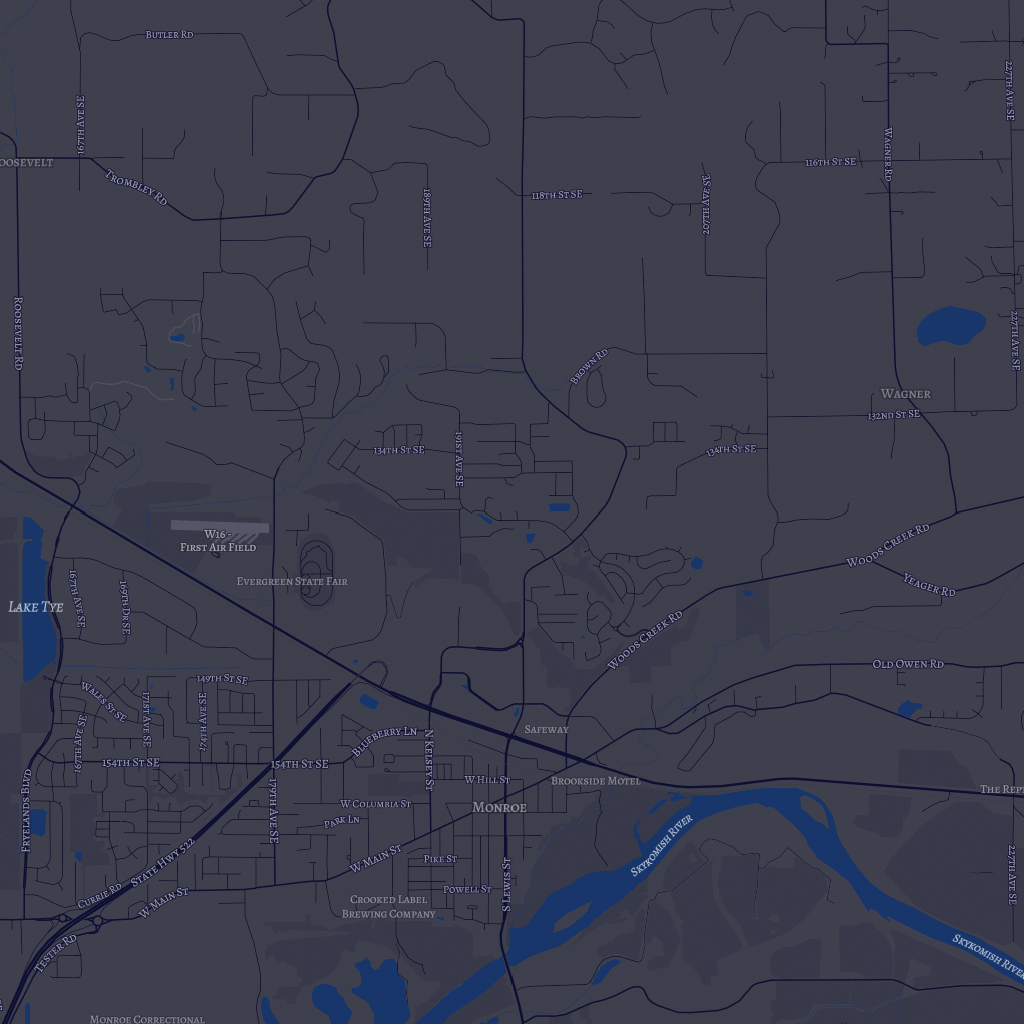 Butler Rd
167th Ave SE
227th Ave SE
Wagner Rd
116th St SE
Trombley Rd
189th Ave SE
118th St SE
207th Ave SE
Roosevelt Rd
227th Ave SE
Brown Rd
Wagner
132nd St SE
134th St SE
191st Ave SE
134th St SE
W16 -
First Air Field
Woods Creek Rd
Evergreen State Fair
Yeager Rd
167th Ave SE
169th Dr SE
Lake Tye
Woods Creek Rd
Old Owen Rd
149th St SE
Wales St SE
171st Ave SE
174th Ave SE
167th Ave SE
Blueberry Ln
N Kelsey St
Safeway
154th St SE
154th St SE
W Hill St
Brookside Motel
The Rept
Fryelands Blvd
179th Ave SE
W Columbia St
Monroe
Park Ln
State Hwy 522
W Main St
Pike St
Skykomish River
227th Ave SE
Currie Rd
W Main St
Powell St
S Lewis St
Crooked Label
Brewing Company
Tester Rd
Skykomish River
Monroe Correctional